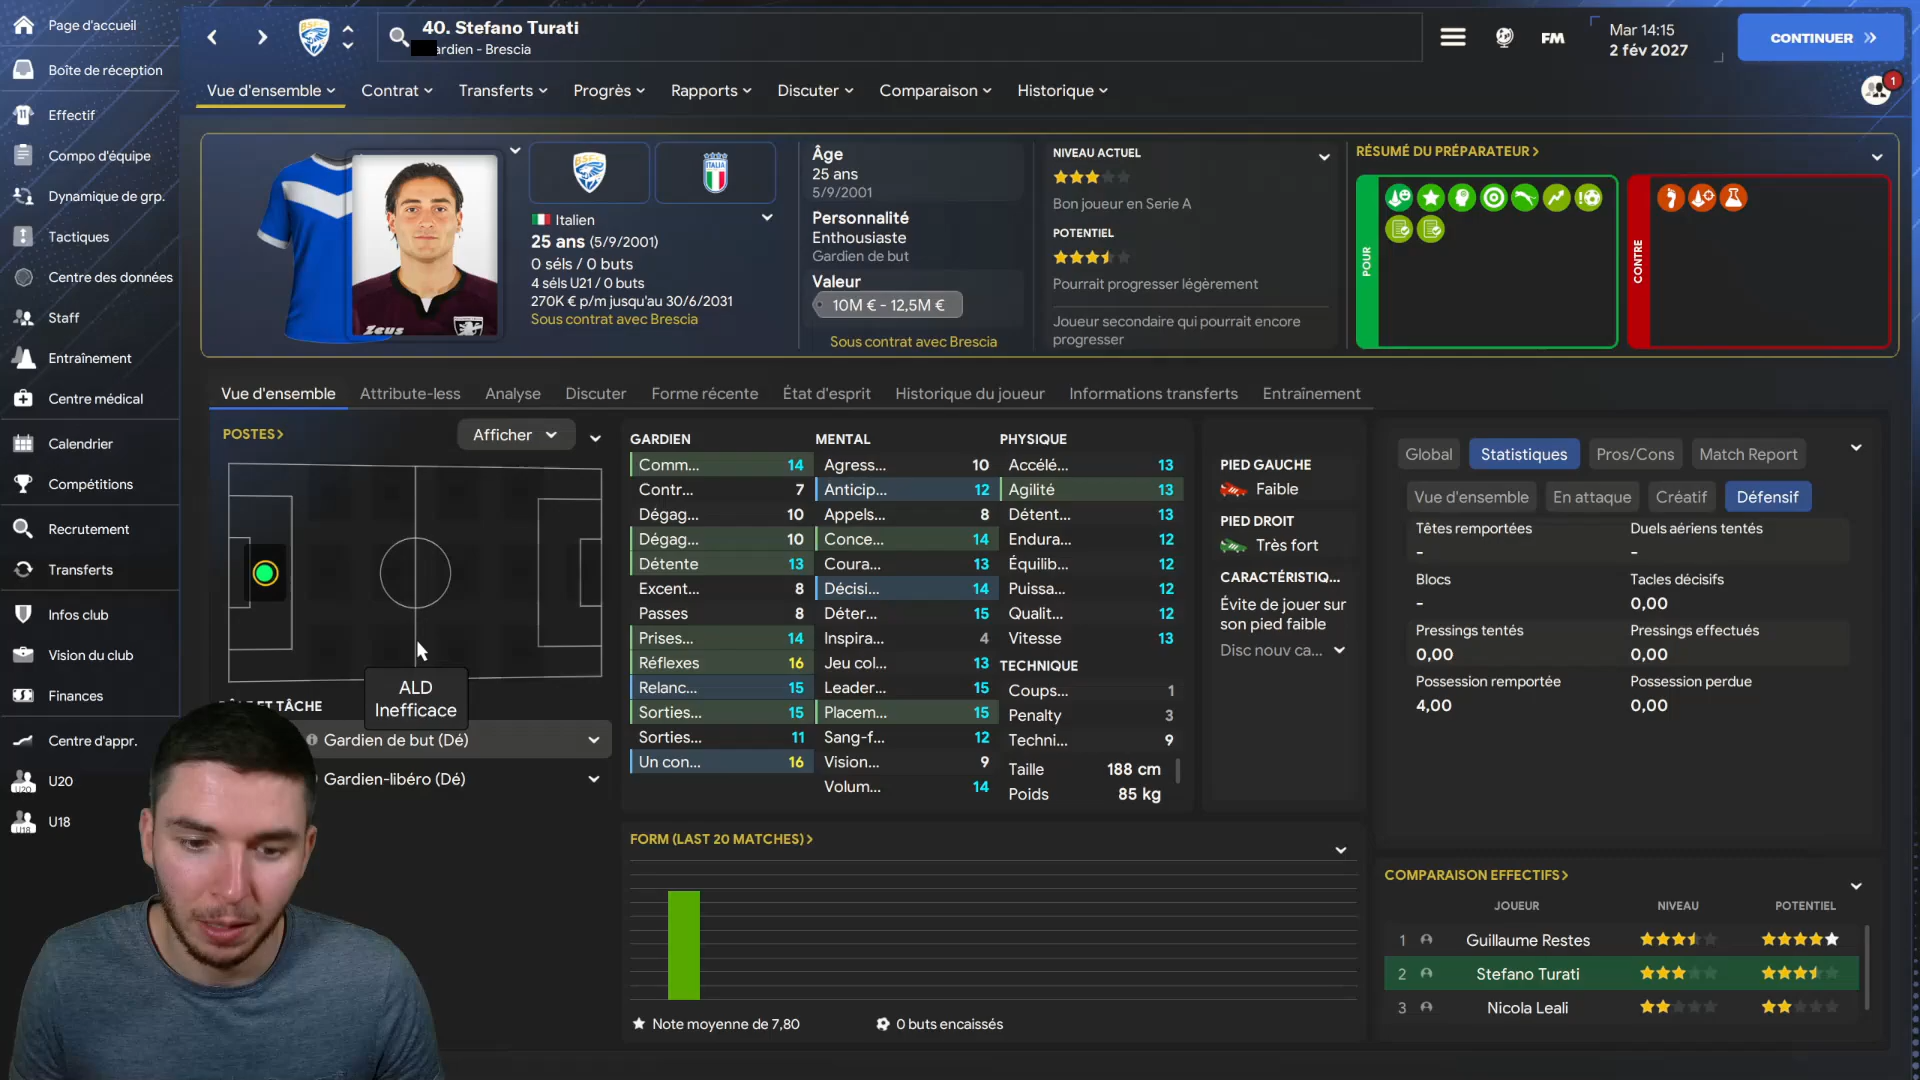 Page d'accueil
Boîte de réception
Effectif
Compo d'équipe
Dynamique de grp.
Tactiques
Centre des données
Staff
Entraînement
Centre médical
Calendrier
Compétitions
Recrutement
Transferts
Infos club
Vision du club
Finances
Centre d'appr.
U20
U18
40. Stefano Turati
ardien - Brescia
FM
Mar 14:15
2 fév 2027
CONTINUER
1
Vue d'ensemble
Contrat
Transferts
Progrès
Rapports
Discuter
Comparaison
Historique
Zeus
BSFC
ITALIA
Italien
25 ans (5/9/2001)
0 séls / 0 buts
4 séls U21 / 0 buts
270K € p/m jusqu'au 30/6/2031
Sous contrat avec Brescia
Âge
25 ans
5/9/2001
Personnalité
Enthousiaste
Gardien de but
Valeur
10M € - 12,5M €
Sous contrat avec Brescia
NIVEAU ACTUEL
Bon joueur en Serie A
POTENTIEL
Pourrait progresser légèrement
Joueur secondaire qui pourrait encore
progresser
RÉSUMÉ DU PRÉPARATEUR
POUR
CONTRE
Vue d'ensemble
Attribute-less
Analyse
Discuter
Forme récente
État d'esprit
Historique du joueur
Informations transferts
Entraînement
POSTES
Afficher
ALD
Inefficace
ET TÂCHE
Gardien de but (Dé)
Gardien-libéro (Dé)
GARDIEN
Comm... 14
Contr... 7
Dégag... 10
Dégag... 10
Détente 13
Excent... 8
Passes 8
Prises... 14
Réflexes 16
Relanc... 15
Sorties... 15
Sorties... 11
Un con... 16
MENTAL
Agress... 10
Anticip... 12
Appels... 8
Conce... 14
Coura... 13
Décisi... 14
Déter... 15
Inspira... 4
Jeu col... 13
Leader... 15
Placem... 15
Sang-f... 12
Vision... 9
Volum... 14
PHYSIQUE
Accélé... 13
Agilité 13
Détent... 13
Endura... 12
Équilib... 12
Puissa... 12
Qualit... 12
Vitesse 13
TECHNIQUE
Coups... 1
Penalty 3
Techni... 9
Taille 188 cm
Poids 85 kg
PIED GAUCHE
Faible
PIED DROIT
Très fort
CARACTÉRISTIQ...
Évite de jouer sur
son pied faible
Disc nouv ca...
Global
Statistiques
Pros/Cons
Match Report
Vue d'ensemble
En attaque
Créatif
Défensif
Têtes remportées
-
Duels aériens tentés
-
Blocs
-
Tacles décisifs
0,00
Pressings tentés
0,00
Pressings effectués
0,00
Possession remportée
4,00
Possession perdue
0,00
FORM (LAST 20 MATCHES)
Note moyenne de 7,80
0 buts encaissés
COMPARAISON EFFECTIFS
JOUEUR NIVEAU POTENTIEL
1 Guillaume Restes
2 Stefano Turati
3 Nicola Leali